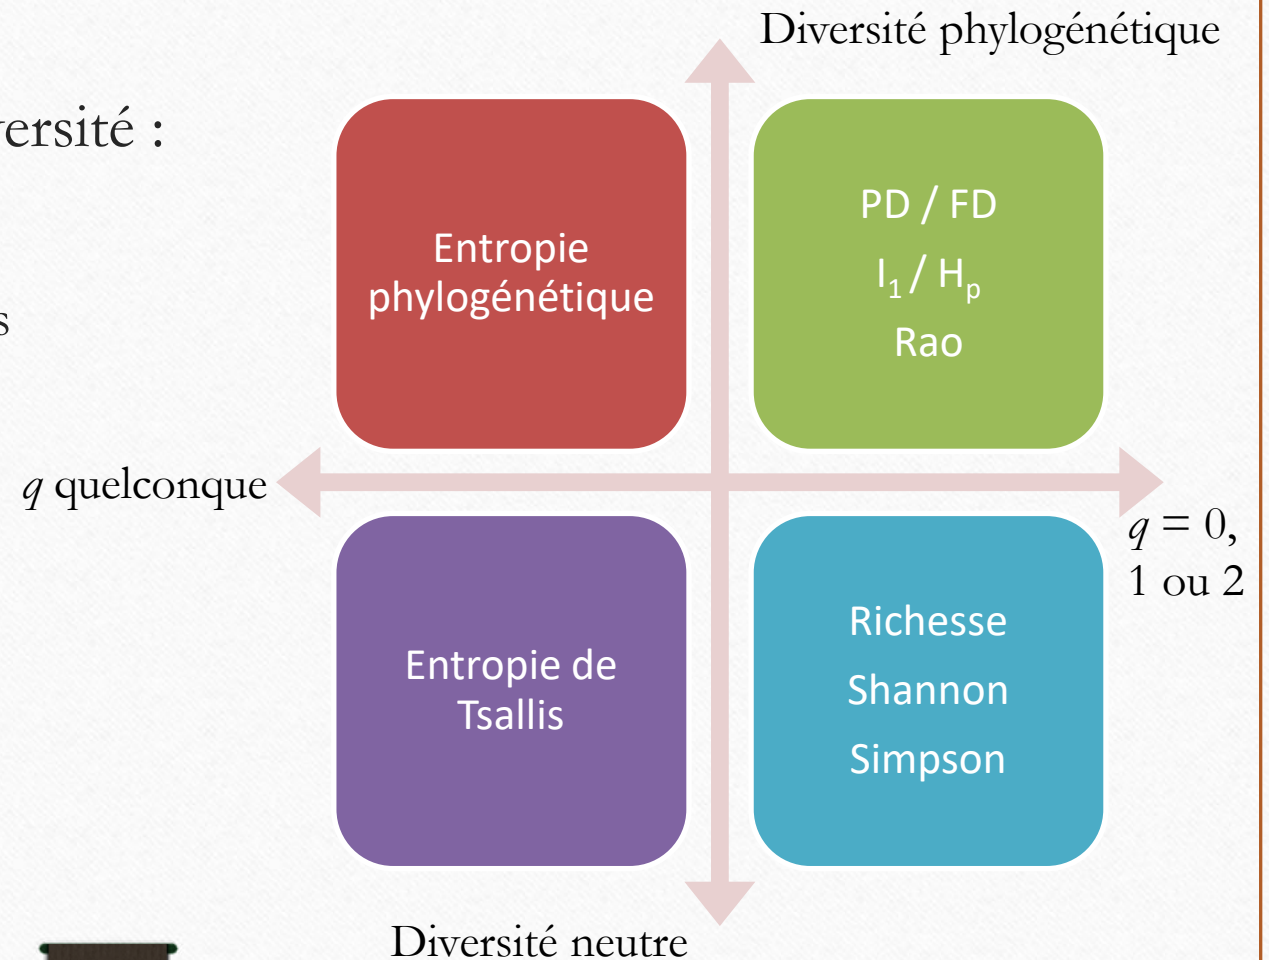 Diversité phylogénétique
ersité :
PD / FD
Entropie
phylogénétique
I₁ / Hₚ
s
Rao
q quelconque
q = 0,
1 ou 2
Richesse
Entropie de
Tsallis
Shannon
Simpson
Diversité neutre